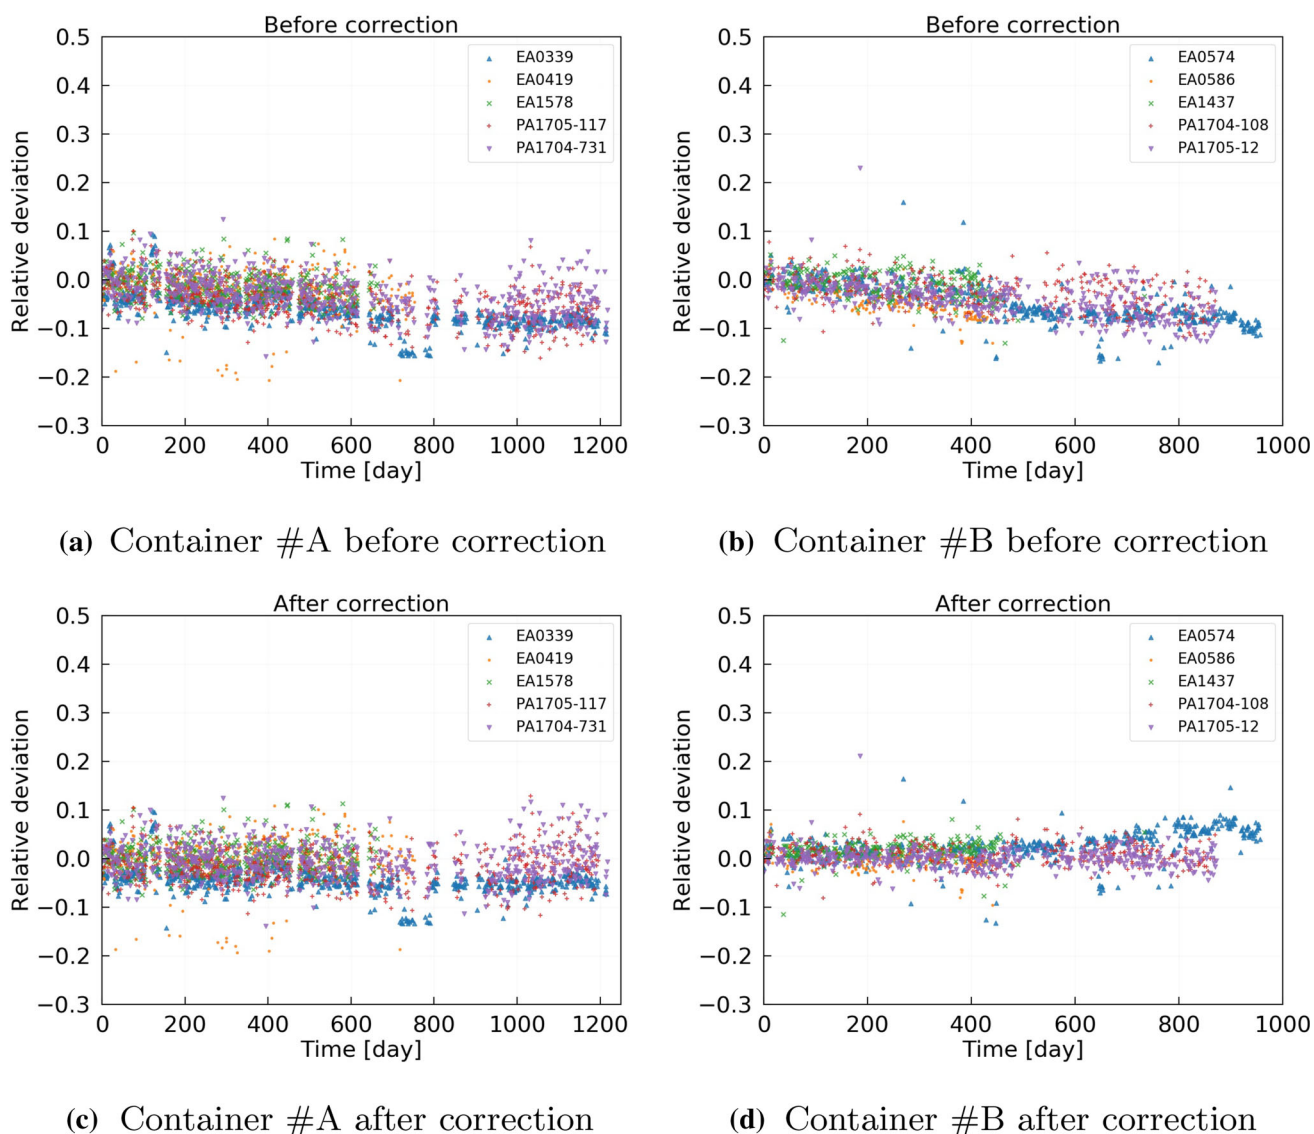 Before correction
0.5
0.4
0.3
0.2
0.1
0.0
−0.1
−0.2
−0.3
Relative deviation
EA0339
EA0419
EA1578
PA1705-117
PA1704-731
0 200 400 600 800 1000 1200
Time [day]
(a) Container #A before correction
Before correction
0.5
0.4
0.3
0.2
0.1
0.0
−0.1
−0.2
−0.3
Relative deviation
EA0574
EA0586
EA1437
PA1704-108
PA1705-12
0 200 400 600 800 1000
Time [day]
(b) Container #B before correction
After correction
0.5
0.4
0.3
0.2
0.1
0.0
−0.1
−0.2
−0.3
Relative deviation
EA0339
EA0419
EA1578
PA1705-117
PA1704-731
0 200 400 600 800 1000 1200
Time [day]
(c) Container #A after correction
After correction
0.5
0.4
0.3
0.2
0.1
0.0
−0.1
−0.2
−0.3
Relative deviation
EA0574
EA0586
EA1437
PA1704-108
PA1705-12
0 200 400 600 800 1000
Time [day]
(d) Container #B after correction